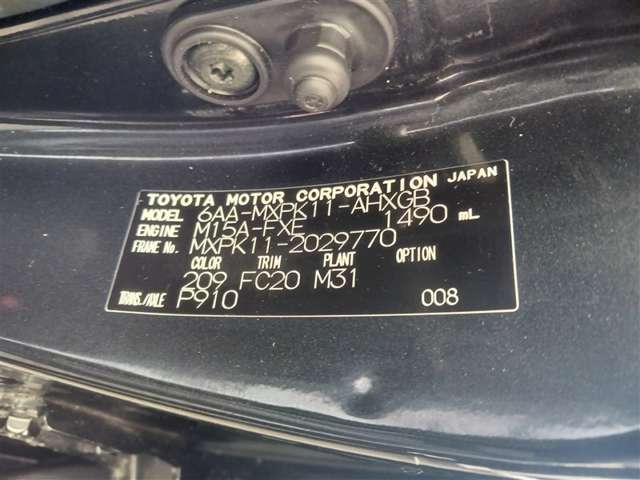 TOYOTA MOTOR CORPORATION JAPAN
MODEL 6AA-MXPK11-AHXGB
ENGINE M15A-FXE 1490 mL
FRAME No. MXPK11-2029770
COLOR TRIM PLANT OPTION
209 FC20 M31
TRANS./AXLE P910 008